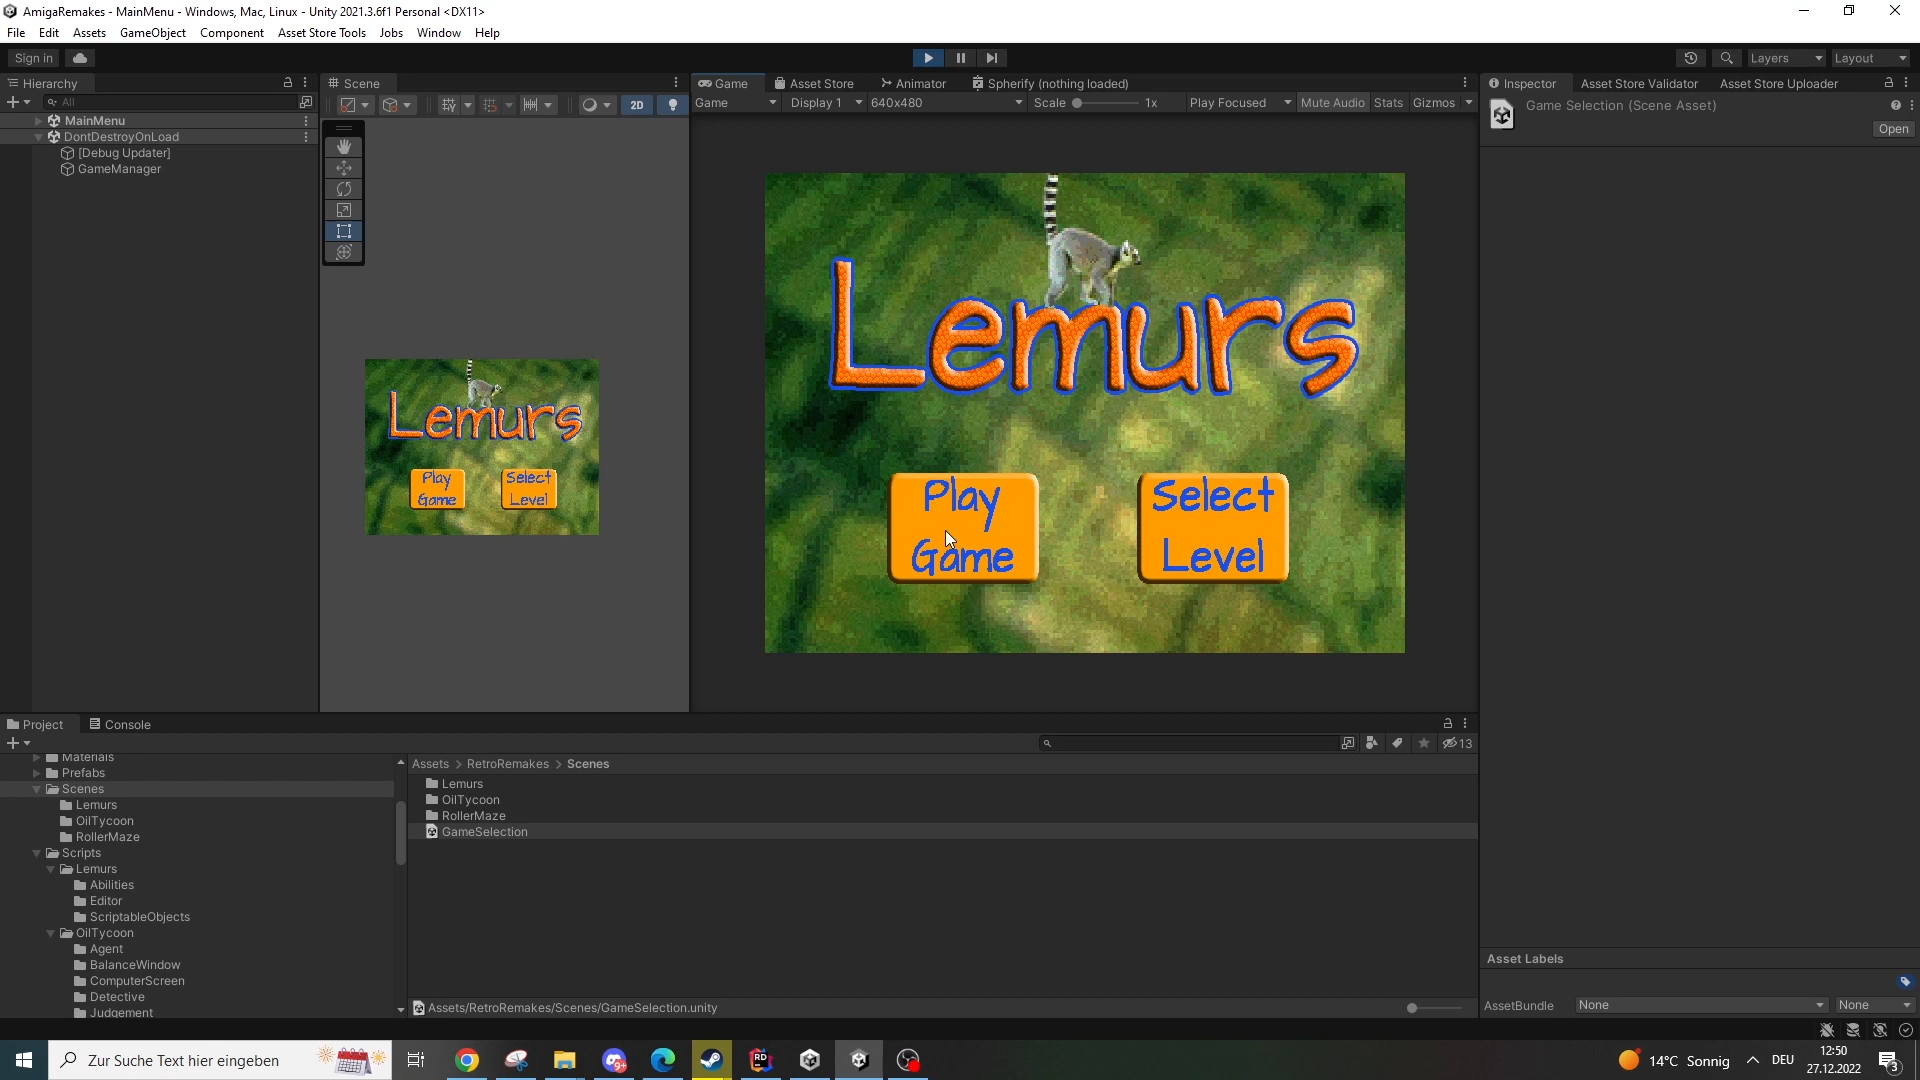 AmigaRemakes - MainMenu - Windows, Mac, Linux - Unity 2021.3.6f1 Personal <DX11>
File Edit Assets GameObject Component Asset Store Tools Jobs Window Help
Sign in
Layers
Layout
Hierarchy
All
MainMenu
DontDestroyOnLoad
[Debug Updater]
GameManager
Scene
2D
Lemurs
Play
Game
Select
Level
Game Asset Store Animator Spherify (nothing loaded)
Game Display 1 640x480 Scale 1x Play Focused Mute Audio Stats Gizmos
Lemurs
Play
Game
Select
Level
Inspector Asset Store Validator Asset Store Uploader
Game Selection (Scene Asset)
Open
Asset Labels
AssetBundle None None
Project Console
13
Materials
Prefabs
Scenes
Lemurs
OilTycoon
RollerMaze
Scripts
Lemurs
Abilities
Editor
ScriptableObjects
OilTycoon
Agent
BalanceWindow
ComputerScreen
Detective
Judgement
Assets > RetroRemakes > Scenes
Lemurs
OilTycoon
RollerMaze
GameSelection
Assets/RetroRemakes/Scenes/GameSelection.unity
Zur Suche Text hier eingeben
9+
RD
14°C Sonnig
DEU
12:50
27.12.2022
3